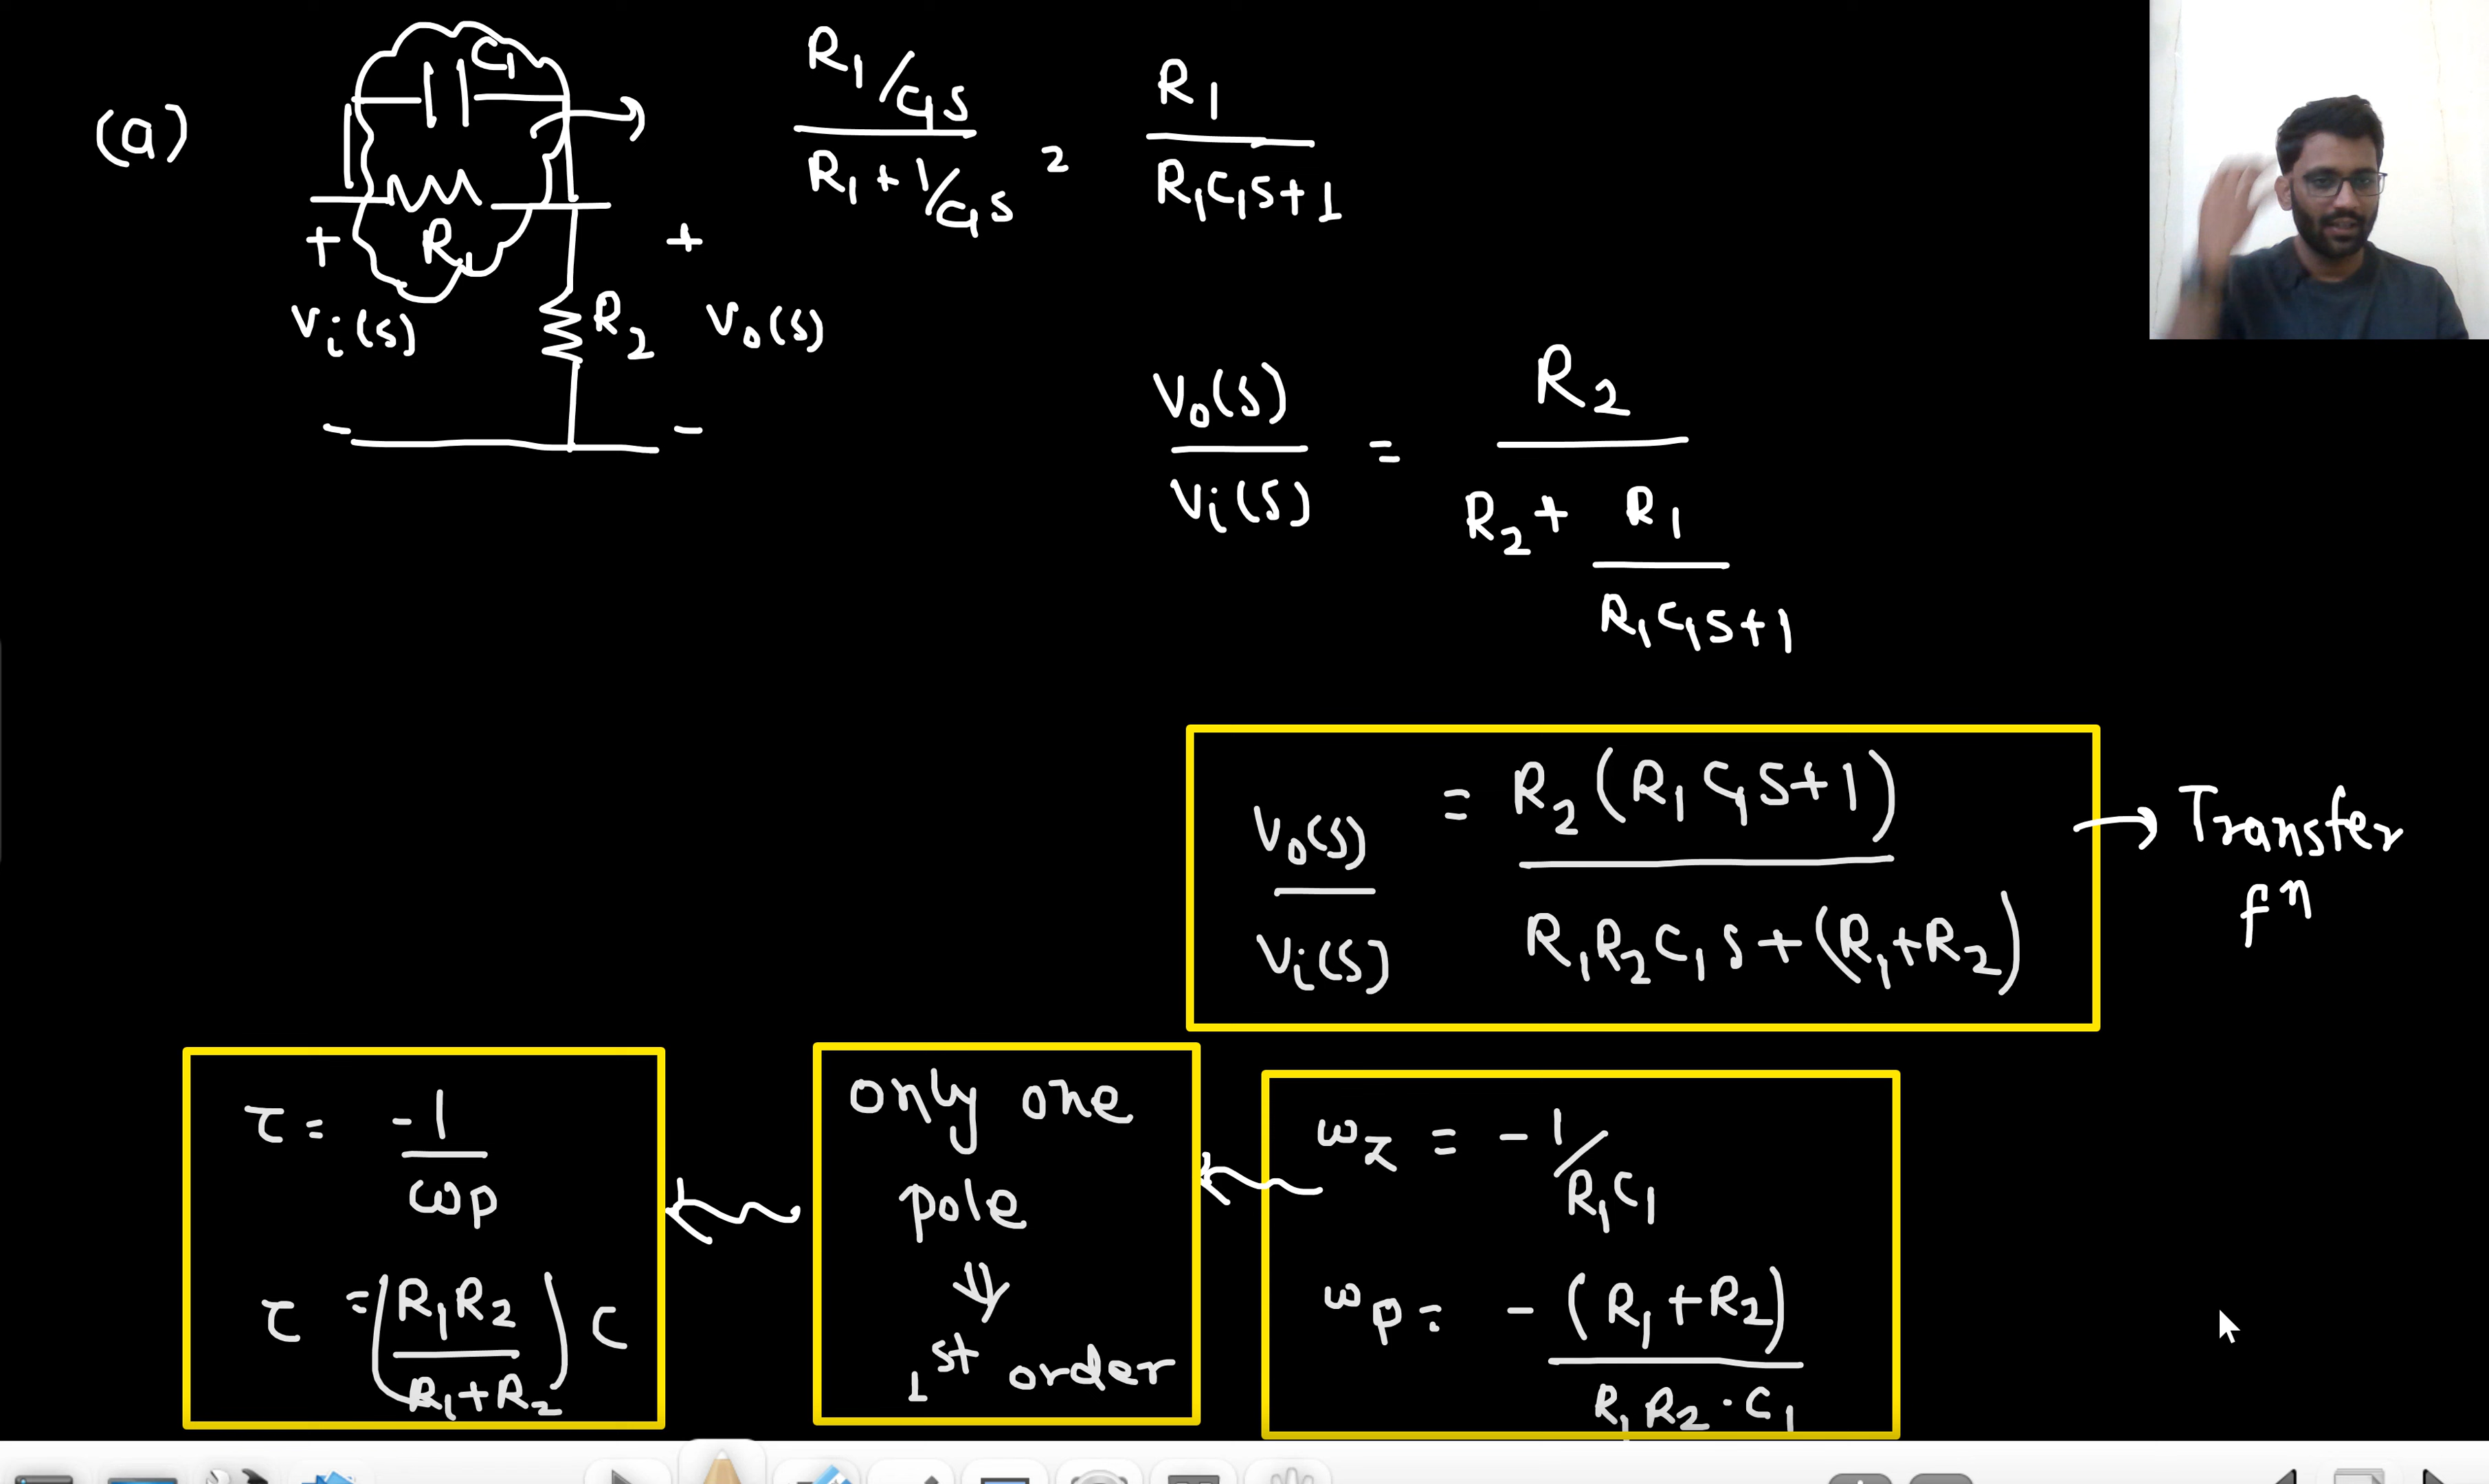 (a)
C1
R1
+
+
Vi(s)
R2
Vo(s)
-
-
R1/C1s / R1 + 1/C1s = R1 / R1C1s+1
Vo(s) / Vi(s) = R2 / R2 + R1 / R1C1s+1
Vo(s) / Vi(s) = R2(R1C1s+1) / R1R2C1s+(R1+R2)
→ Transfer
fn
τ = -1 / ωp
τ = (R1R2 / R1+R2) C
only one
pole
⇓
1st order
ωz = -1/R1C1
ωp = -(R1+R2) / R1R2·C1